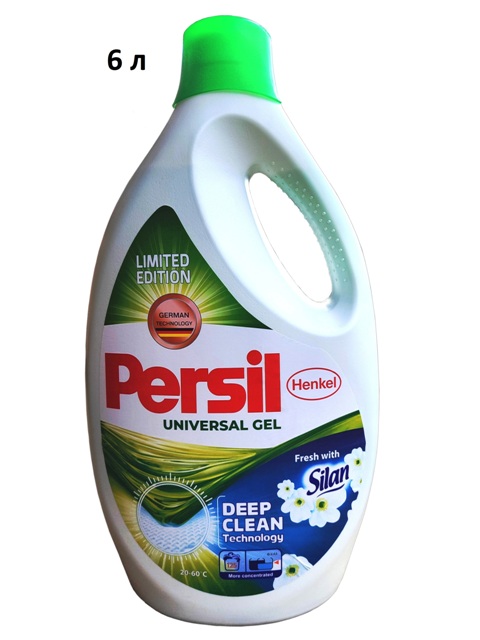 6 л
LIMITED
EDITION
GERMAN
TECHNOLOGY
Persil
Henkel
UNIVERSAL GEL
Fresh with
Silan
DEEP
CLEAN
Technology
More concentrated
20-60°C